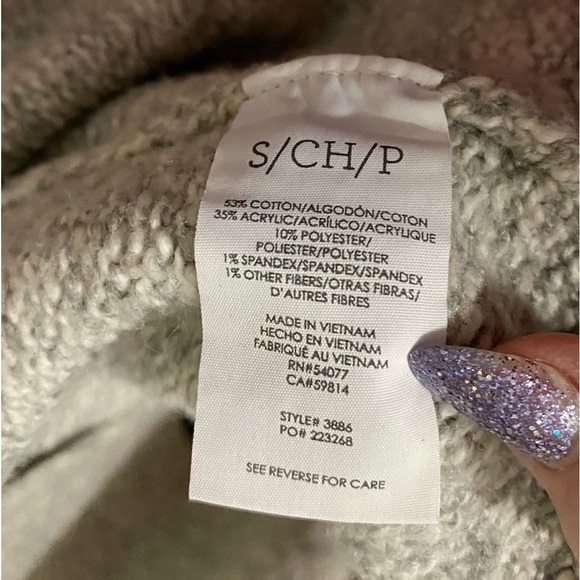 S/CH/P
53% COTTON/ALGODÓN/COTON
35% ACRYLIC/ACRÍLICO/ACRYLIQUE
10% POLYESTER/
POLIESTER/POLYESTER
1% SPANDEX/SPANDEX/SPANDEX
1% OTHER FIBERS/OTRAS FIBRAS/
D'AUTRES FIBRES
MADE IN VIETNAM
HECHO EN VIETNAM
FABRIQUÉ AU VIETNAM
RN#54077
CA#59814
STYLE# 3886
PO# 223268
SEE REVERSE FOR CARE